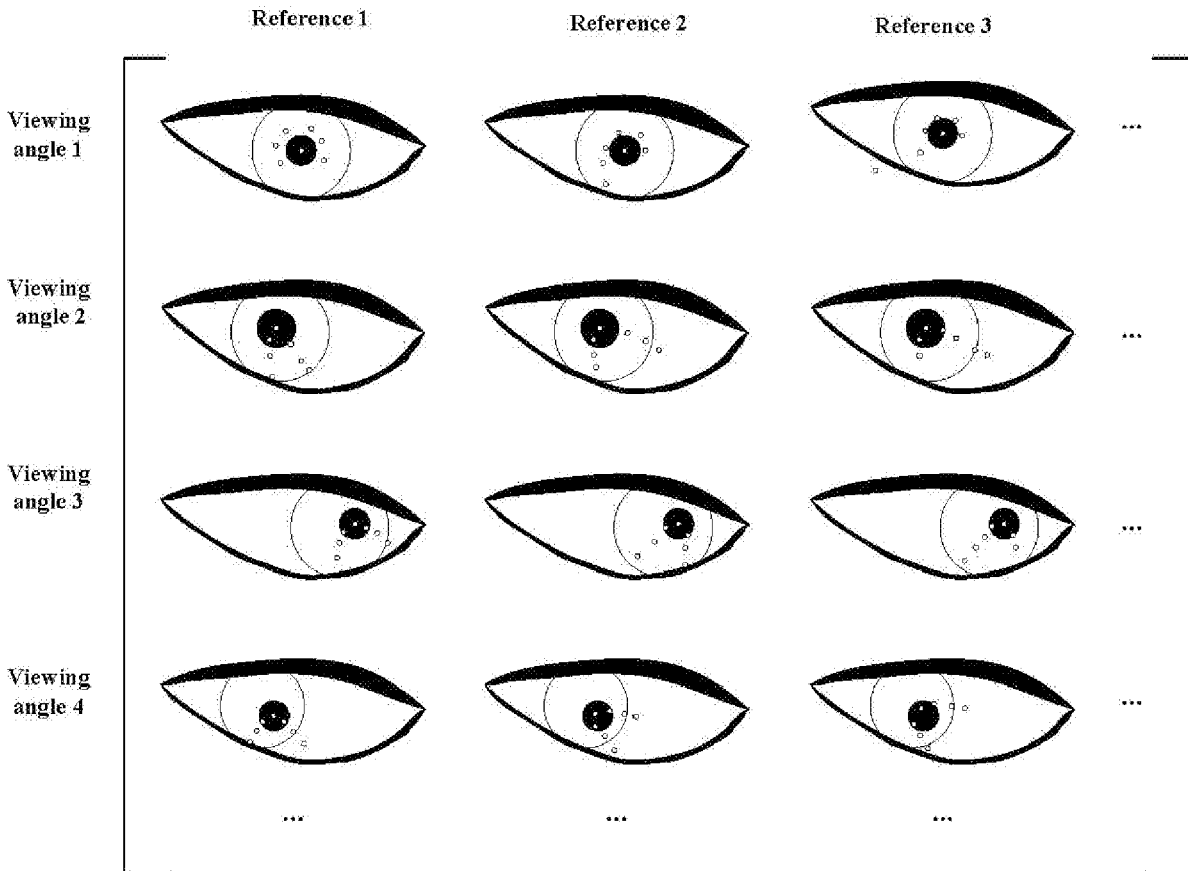 Reference 1
Reference 2
Reference 3
Viewing
angle 1
...
Viewing
angle 2
...
Viewing
angle 3
...
Viewing
angle 4
...
...
...
...